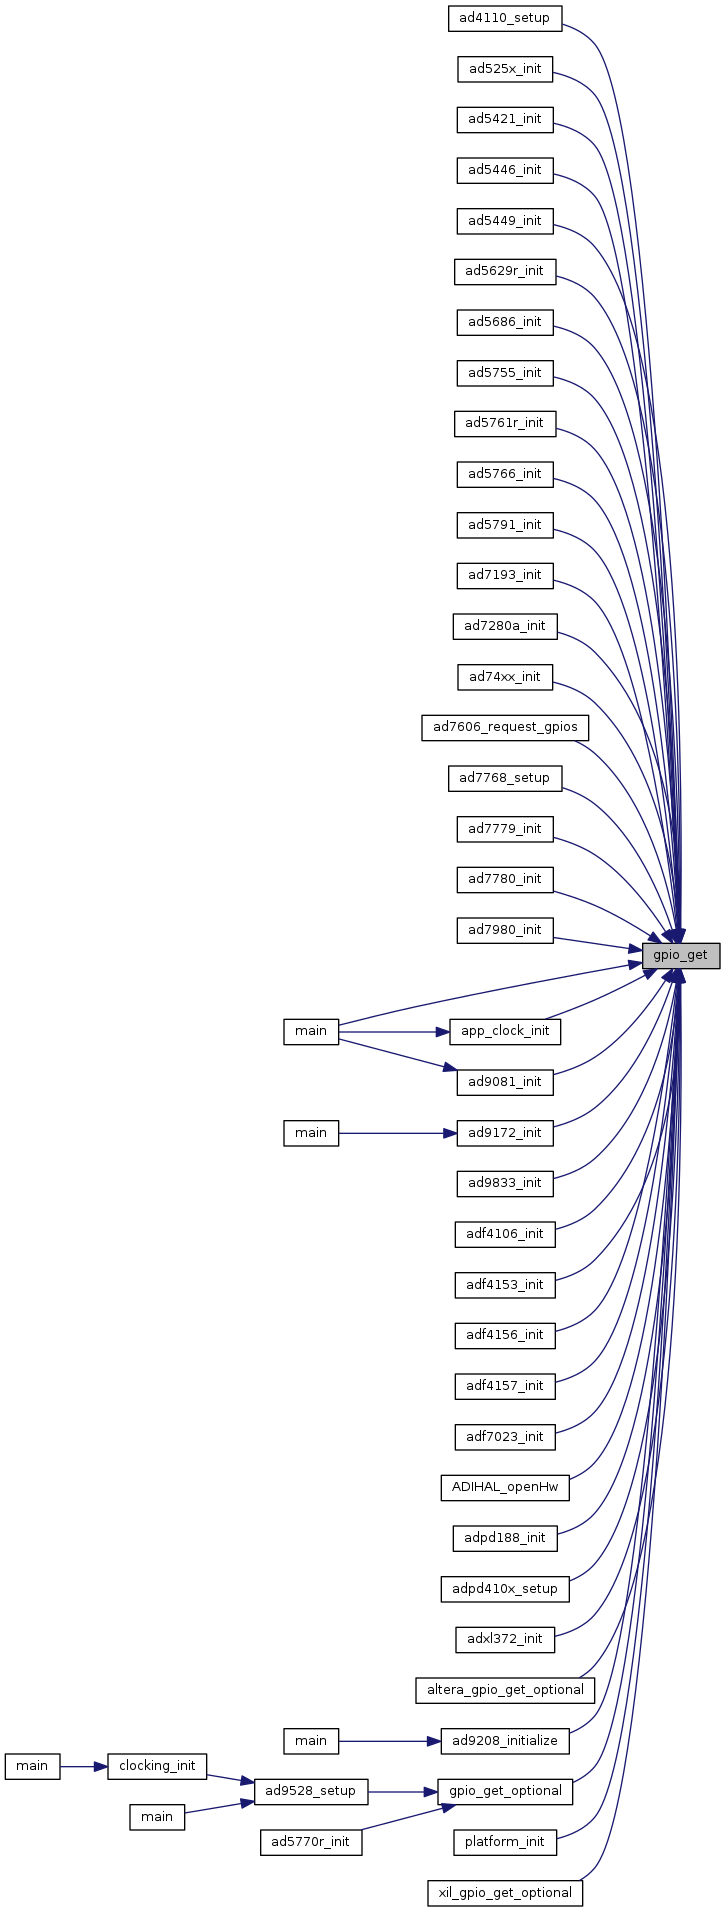 ad4110_setup
ad525x_init
ad5421_init
ad5446_init
ad5449_init
ad5629r_init
ad5686_init
ad5755_init
ad5761r_init
ad5766_init
ad5791_init
ad7193_init
ad7280a_init
ad74xx_init
ad7606_request_gpios
ad7768_setup
ad7779_init
ad7780_init
ad7980_init
gpio_get
main
app_clock_init
ad9081_init
main
ad9172_init
ad9833_init
adf4106_init
adf4153_init
adf4156_init
adf4157_init
adf7023_init
ADIHAL_openHw
adpd188_init
adpd410x_setup
adxl372_init
altera_gpio_get_optional
main
ad9208_initialize
main
clocking_init
ad9528_setup
gpio_get_optional
main
ad5770r_init
platform_init
xil_gpio_get_optional